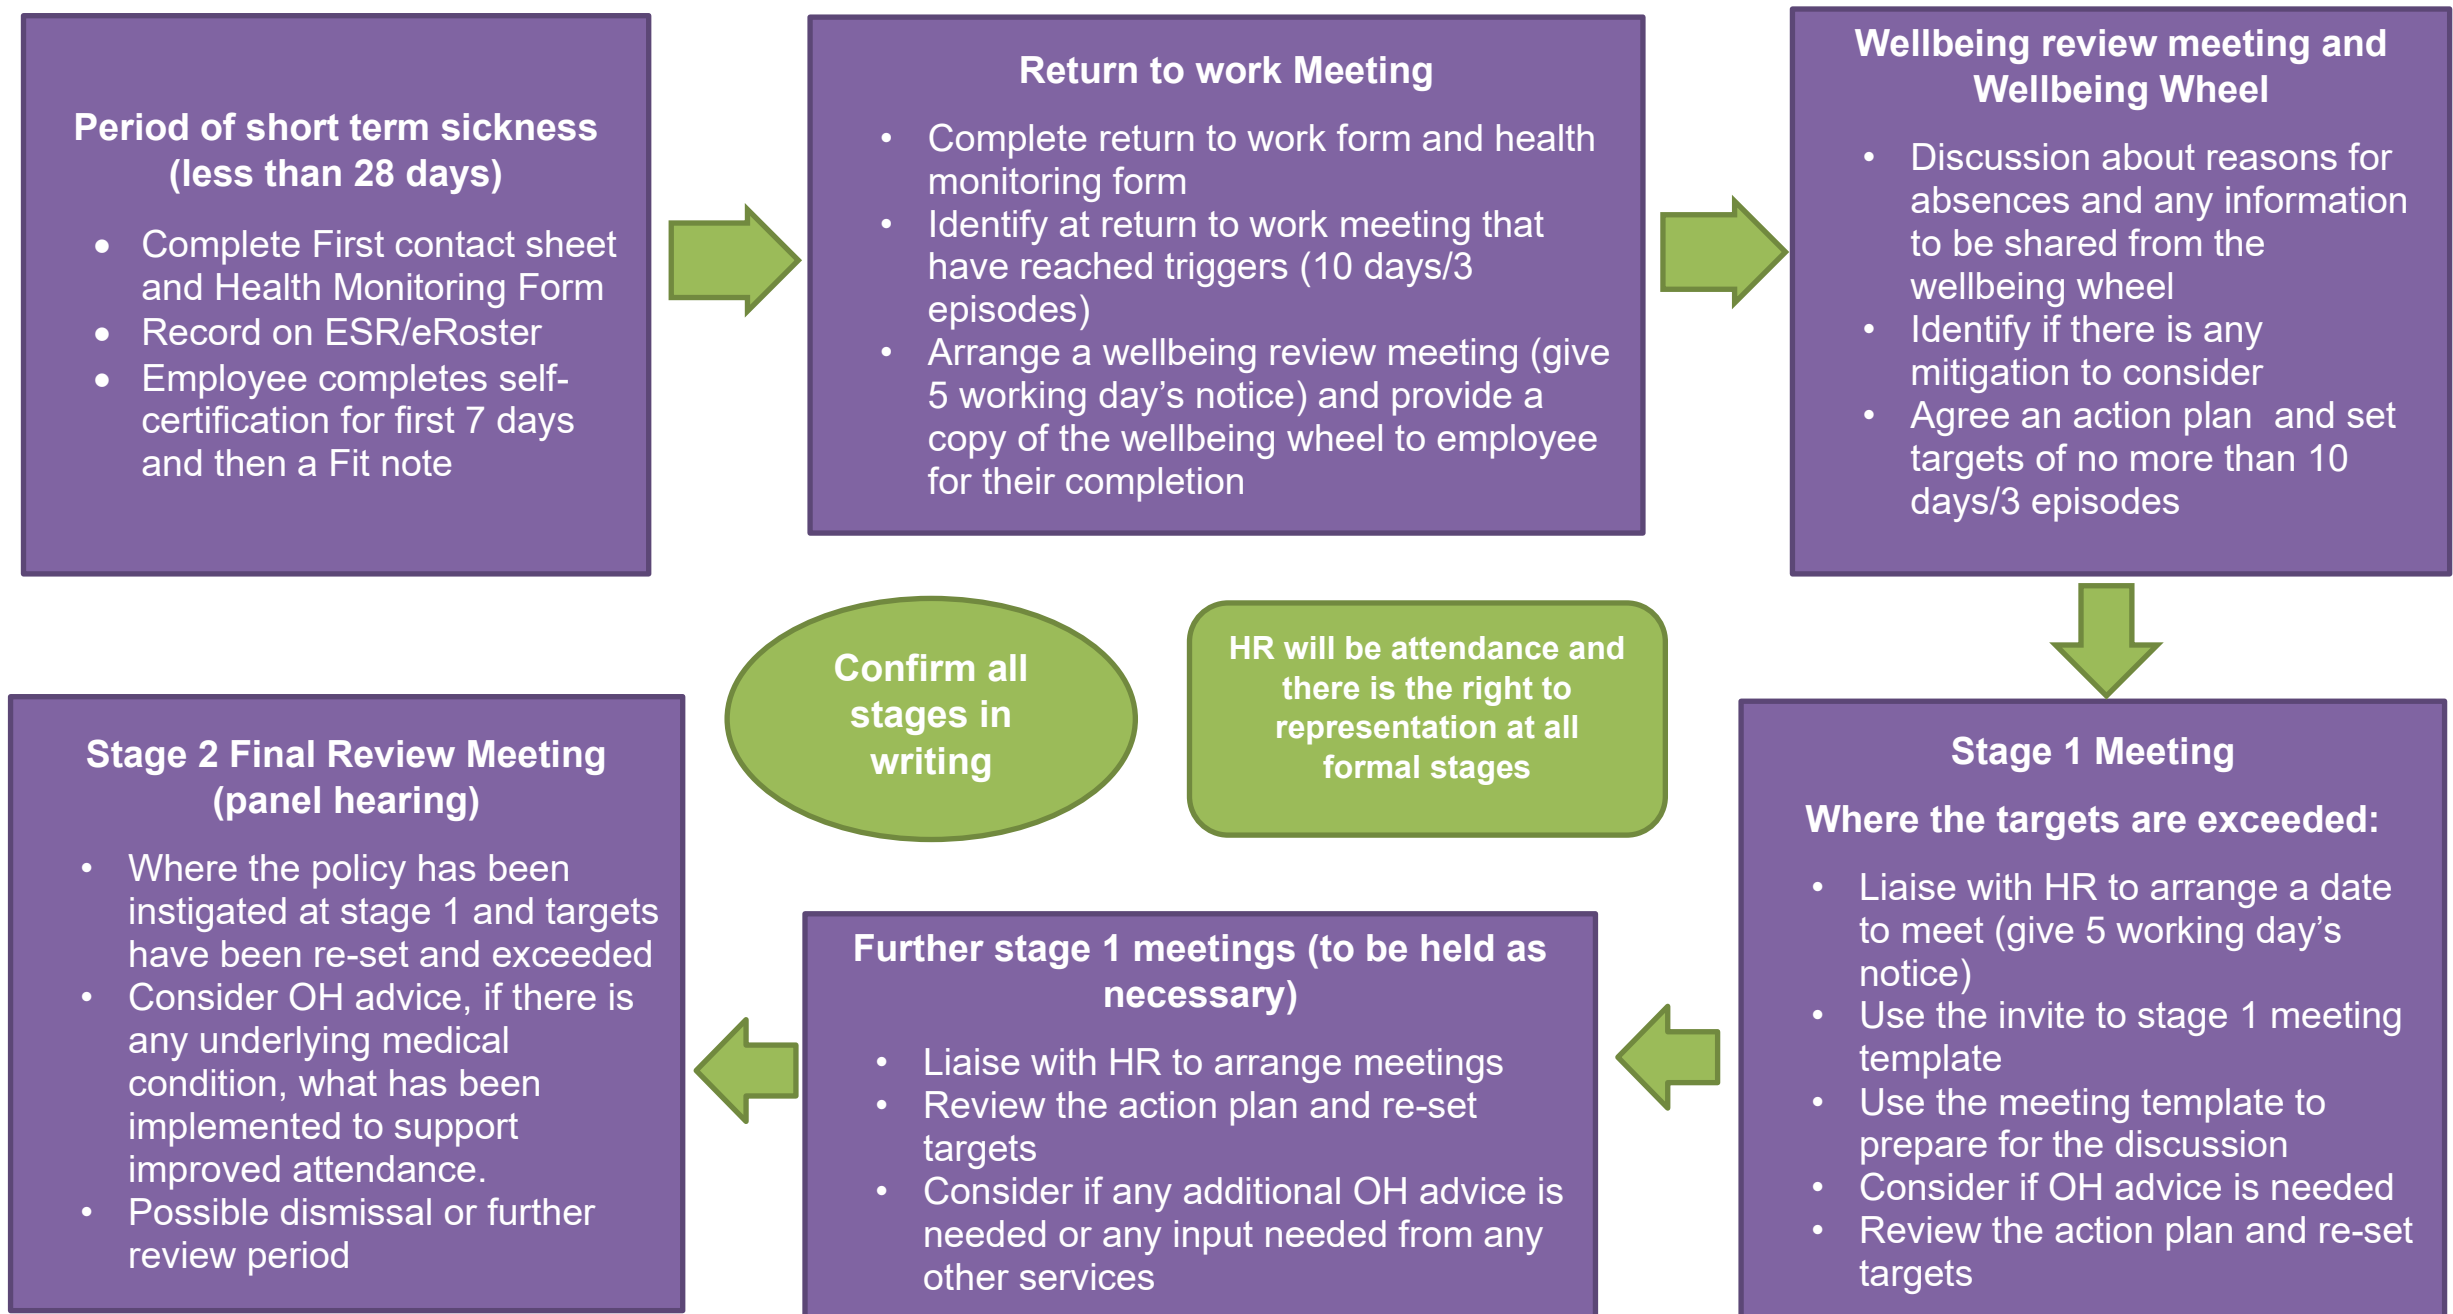 Period of short term sickness
(less than 28 days)
• Complete First contact sheet
and Health Monitoring Form
• Record on ESR/eRoster
• Employee completes self-
certification for first 7 days
and then a Fit note
Return to work Meeting
• Complete return to work form and health
monitoring form
• Identify at return to work meeting that
have reached triggers (10 days/3
episodes)
• Arrange a wellbeing review meeting (give
5 working day’s notice) and provide a
copy of the wellbeing wheel to employee
for their completion
Wellbeing review meeting and
Wellbeing Wheel
• Discussion about reasons for
absences and any information
to be shared from the
wellbeing wheel
• Identify if there is any
mitigation to consider
• Agree an action plan  and set
targets of no more than 10
days/3 episodes
Confirm all
stages in
writing
HR will be attendance and
there is the right to
representation at all
formal stages
Stage 1 Meeting
Where the targets are exceeded:
• Liaise with HR to arrange a date
to meet (give 5 working day’s
notice)
• Use the invite to stage 1 meeting
template
• Use the meeting template to
prepare for the discussion
• Consider if OH advice is needed
• Review the action plan and re-set
targets
Further stage 1 meetings (to be held as
necessary)
• Liaise with HR to arrange meetings
• Review the action plan and re-set
targets
• Consider if any additional OH advice is
needed or any input needed from any
other services
Stage 2 Final Review Meeting
(panel hearing)
• Where the policy has been
instigated at stage 1 and targets
have been re-set and exceeded
• Consider OH advice, if there is
any underlying medical
condition, what has been
implemented to support
improved attendance.
• Possible dismissal or further
review period